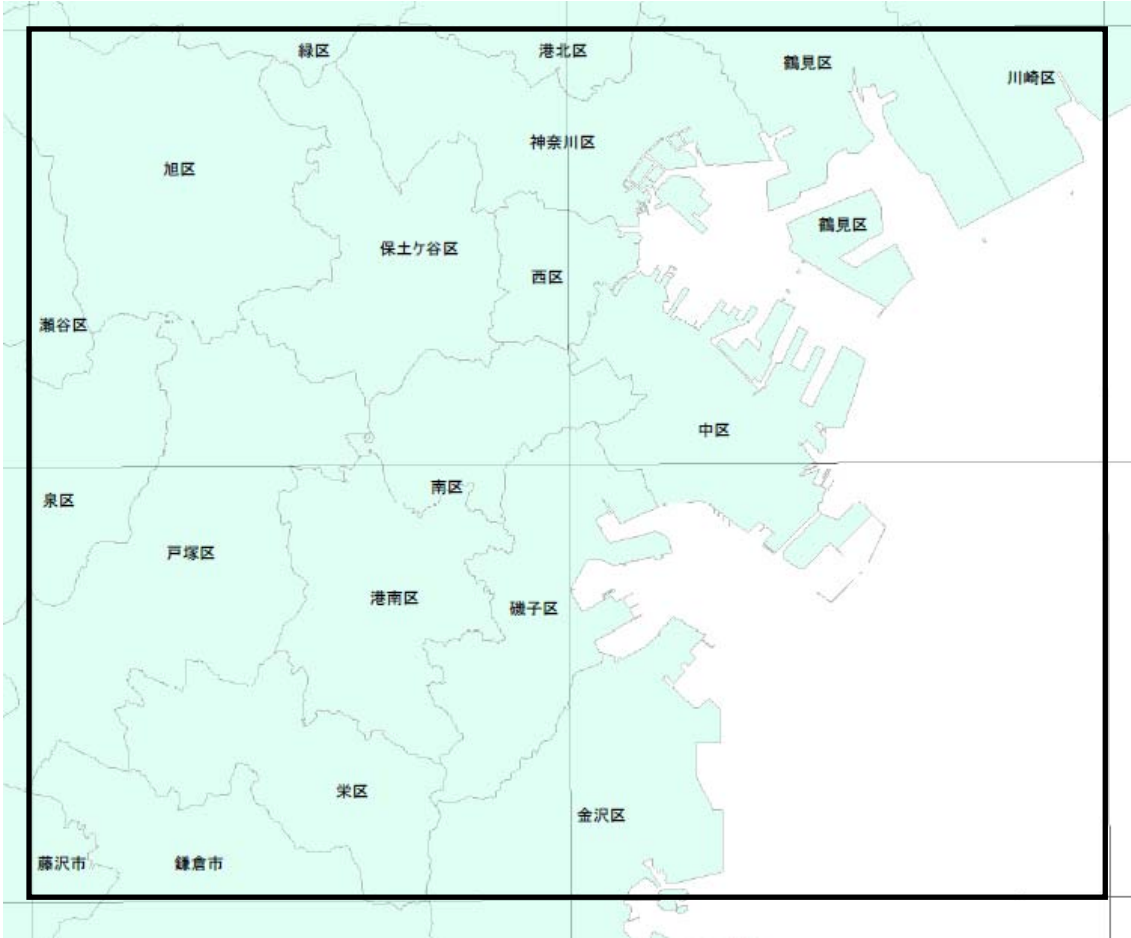 緑区
港北区
鶴見区
川崎区
神奈川区
旭区
鶴見区
保土ケ谷区
西区
瀬谷区
中区
南区
泉区
戸塚区
港南区
磯子区
栄区
金沢区
藤沢市
鎌倉市